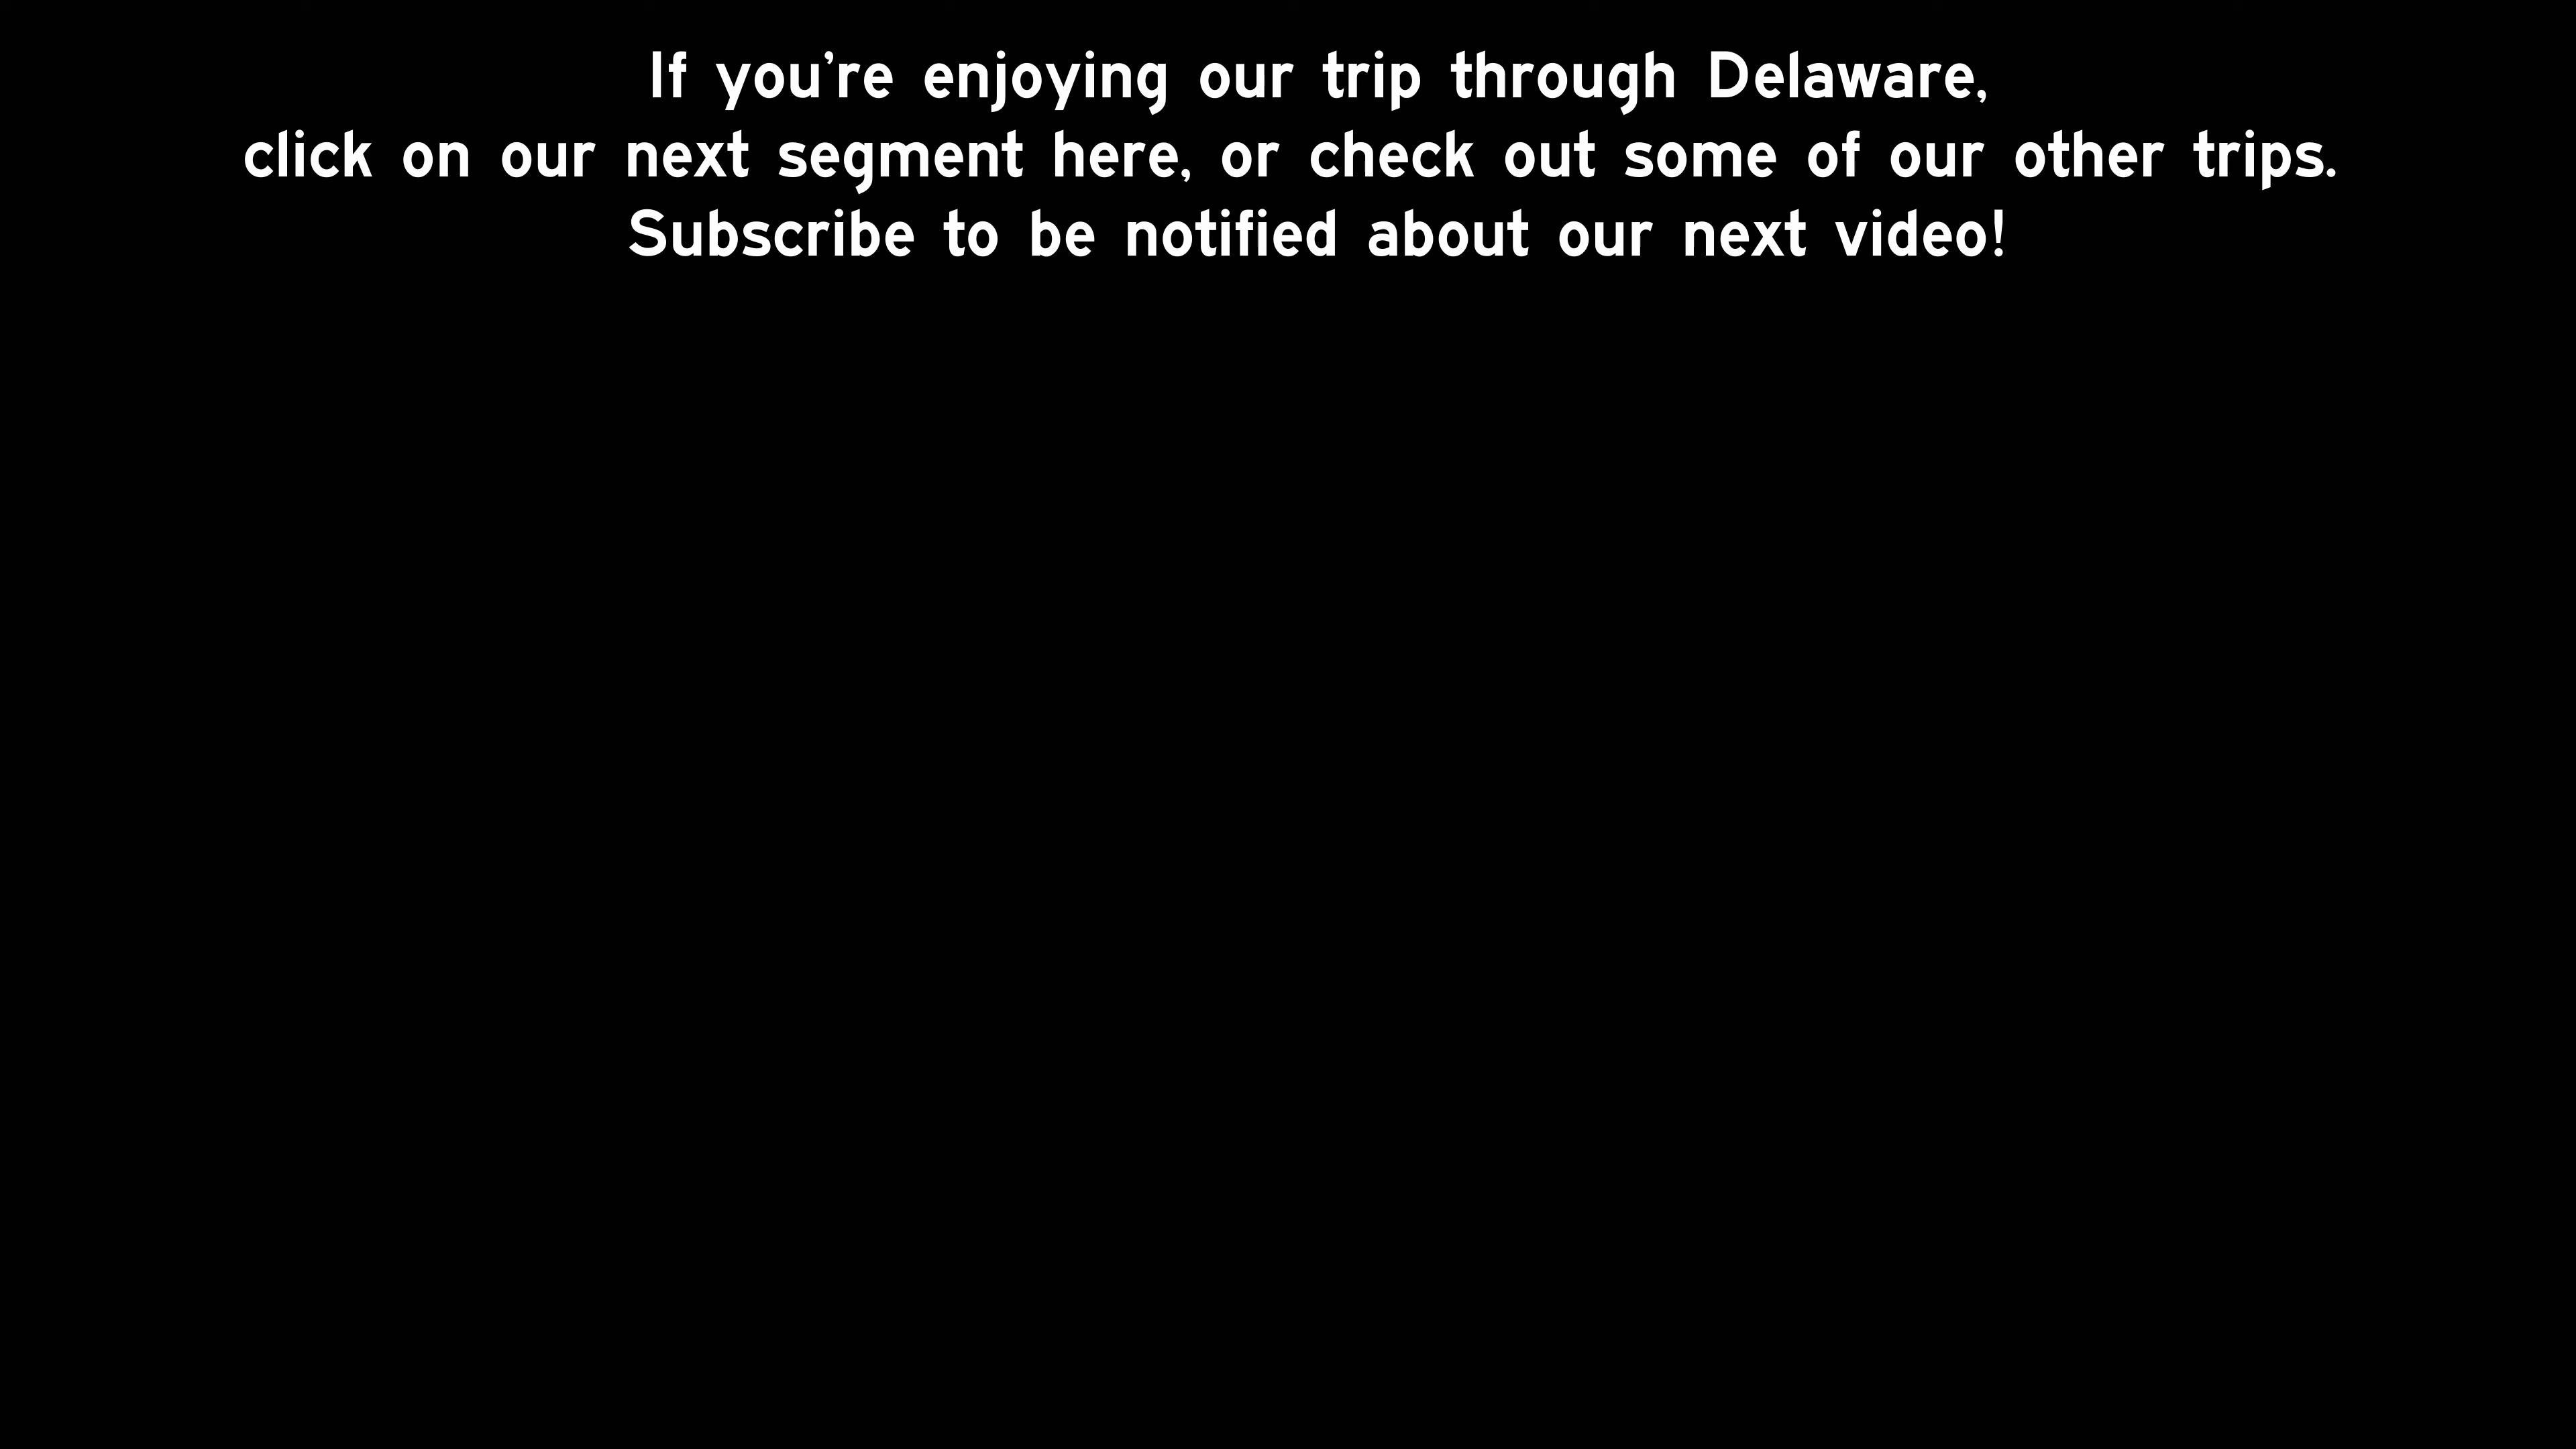 If you're enjoying our trip through Delaware,
click on our next segment here, or check out some of our other trips.
Subscribe to be notified about our next video!